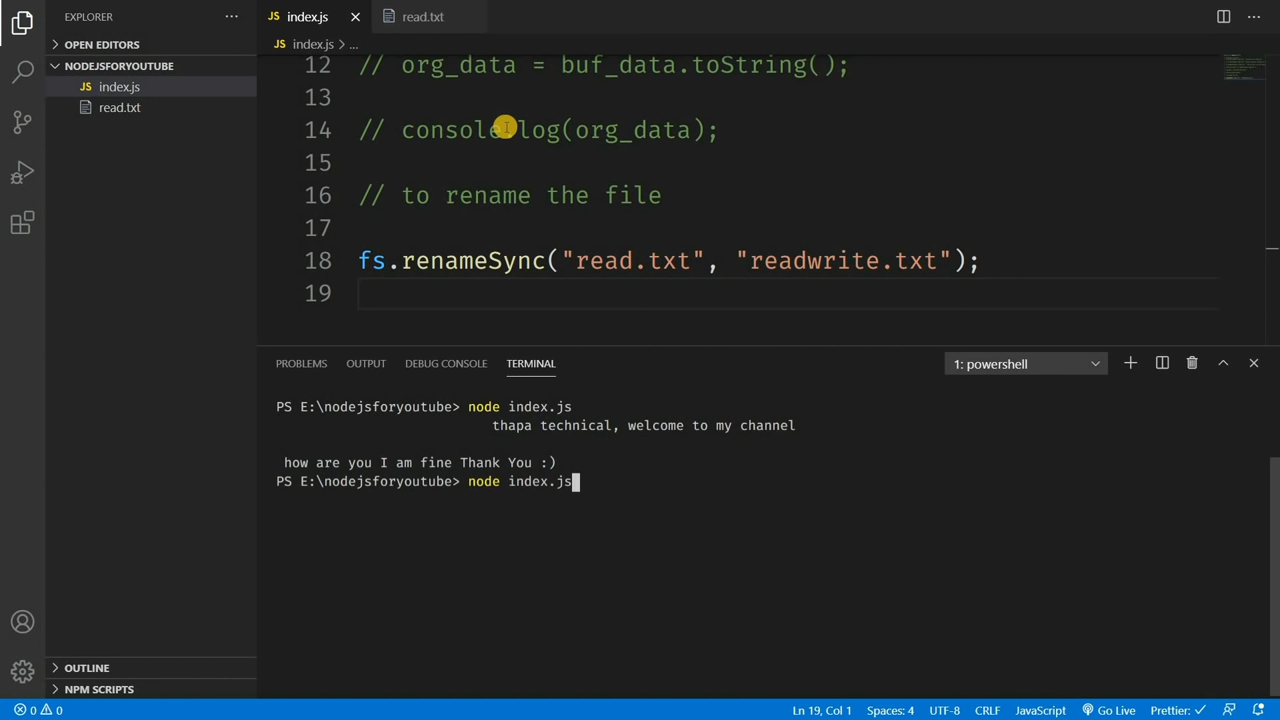 EXPLORER
OPEN EDITORS
NODEJSFORYOUTUBE
JS index.js
read.txt
JS index.js
read.txt
JS index.js > ...
12 // org_data = buf_data.toString();
13
14 // console.log(org_data);
15
16 // to rename the file
17
18 fs.renameSync("read.txt", "readwrite.txt");
19
PROBLEMS OUTPUT DEBUG CONSOLE TERMINAL 1: powershell
PS E:\nodejsforyoutube> node index.js
thapa technical, welcome to my channel
how are you I am fine Thank You :)
PS E:\nodejsforyoutube> node index.js
OUTLINE
NPM SCRIPTS
0 0 Ln 19, Col 1 Spaces: 4 UTF-8 CRLF JavaScript Go Live Prettier: ✓